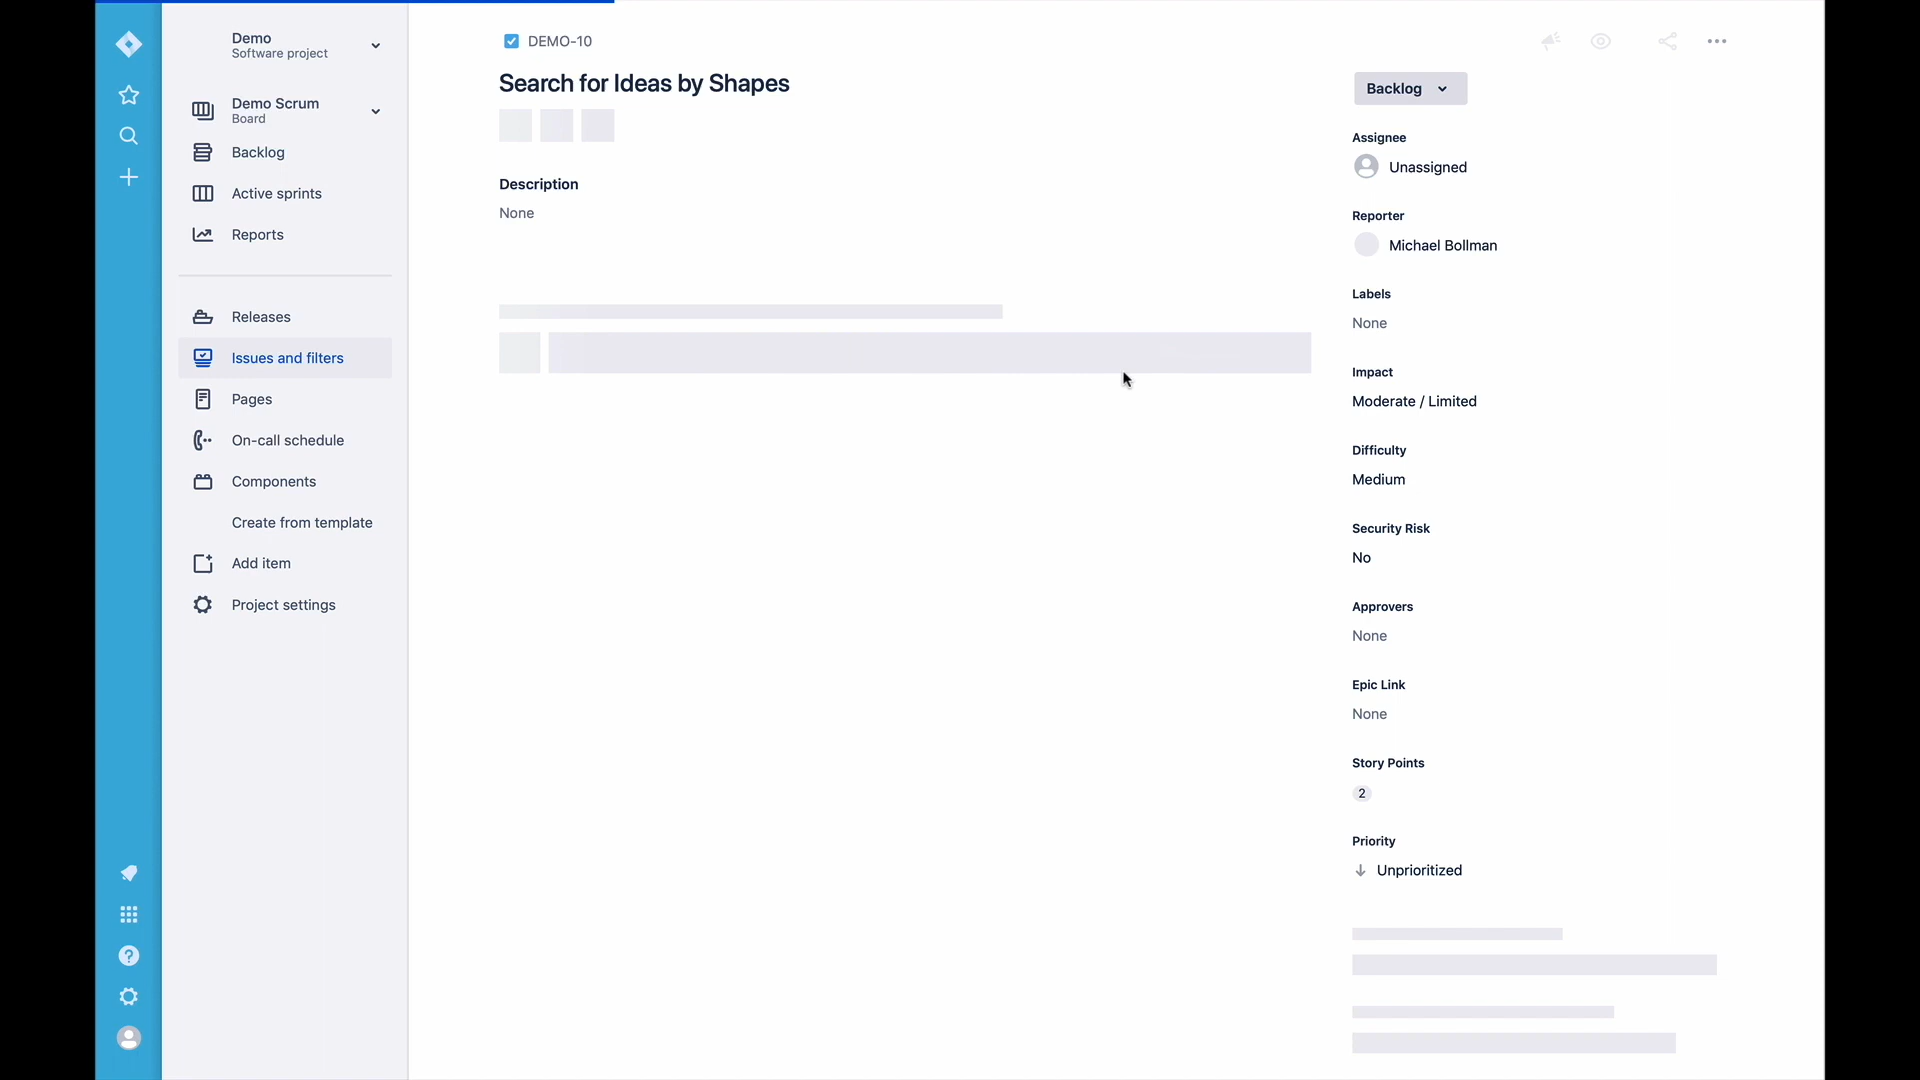 Demo
Software project
Demo Scrum
Board
Backlog
Active sprints
Reports
Releases
Issues and filters
Pages
On-call schedule
Components
Create from template
Add item
Project settings
DEMO-10
Search for Ideas by Shapes
Description
None
Backlog
Assignee
Unassigned
Reporter
Michael Bollman
Labels
None
Impact
Moderate / Limited
Difficulty
Medium
Security Risk
No
Approvers
None
Epic Link
None
Story Points
2
Priority
Unprioritized